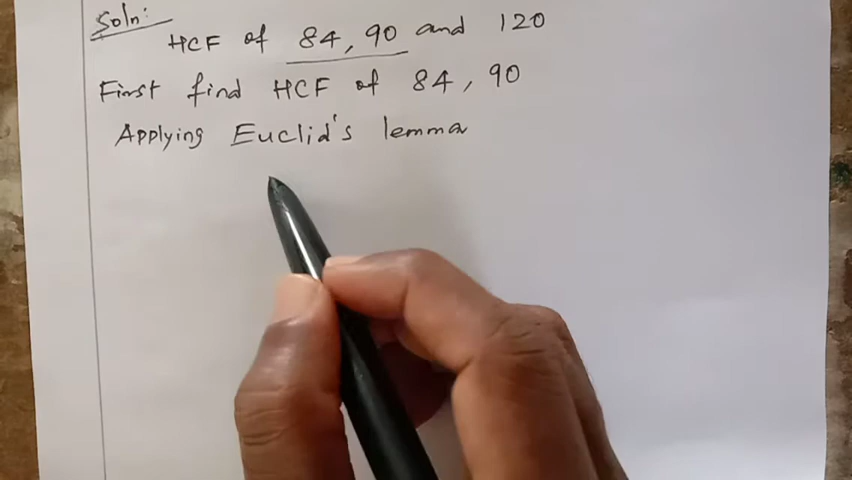 Soln:
HCF of 84, 90 and 120
First find HCF of 84, 90
Applying Euclid's lemma